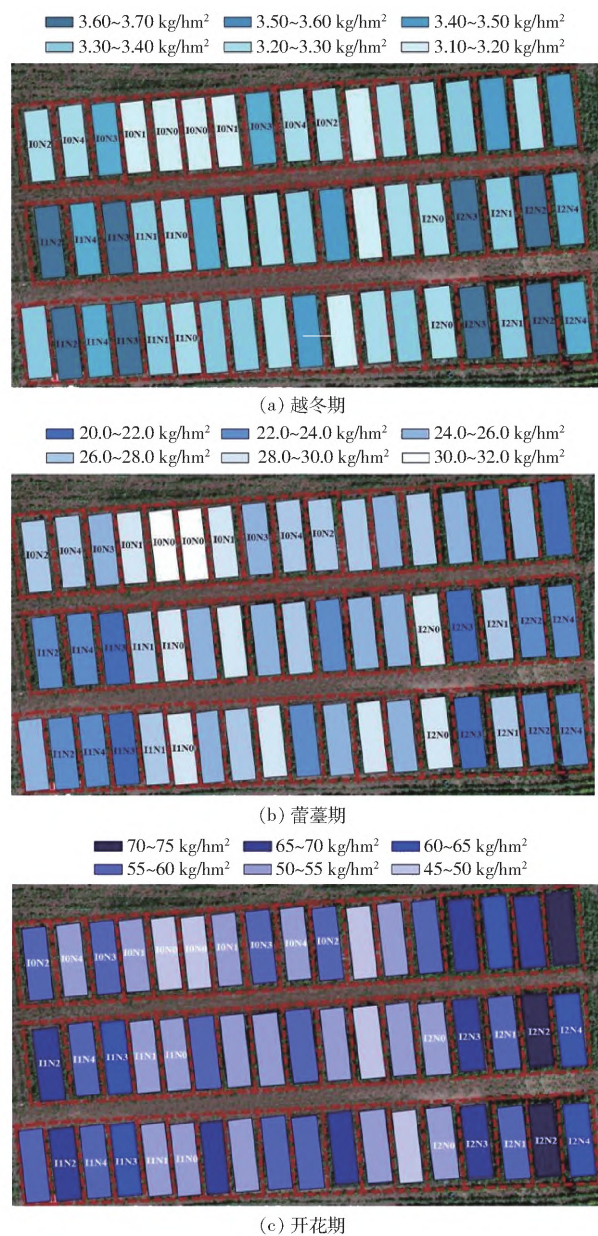 3.60~3.70 kg/hm² 3.50~3.60 kg/hm² 3.40~3.50 kg/hm²
3.30~3.40 kg/hm² 3.20~3.30 kg/hm² 3.10~3.20 kg/hm²
I0N2 I0N4 I0N3 I0N1 I0N0 I0N0 I0N1 I0N3 I0N4 I0N2
I1N2 I1N4 I1N3 I1N1 I1N0 I2N0 I2N3 I2N1 I2N2 I2N4
I1N2 I1N4 I1N3 I1N1 I1N0 I2N0 I2N3 I2N1 I2N2 I2N4
(a) 越冬期
20.0~22.0 kg/hm² 22.0~24.0 kg/hm² 24.0~26.0 kg/hm²
26.0~28.0 kg/hm² 28.0~30.0 kg/hm² 30.0~32.0 kg/hm²
I0N2 I0N4 I0N3 I0N1 I0N0 I0N0 I0N1 I0N3 I0N4 I0N2
I1N2 I1N4 I1N3 I1N1 I1N0 I2N0 I2N3 I2N1 I2N2 I2N4
I1N2 I1N4 I1N3 I1N1 I1N0 I2N0 I2N3 I2N1 I2N2 I2N4
(b) 蕾薹期
70~75 kg/hm² 65~70 kg/hm² 60~65 kg/hm²
55~60 kg/hm² 50~55 kg/hm² 45~50 kg/hm²
I0N2 I0N4 I0N3 I0N1 I0N0 I0N0 I0N1 I0N3 I0N4 I0N2
I1N2 I1N4 I1N3 I1N1 I1N0 I2N0 I2N3 I2N1 I2N2 I2N4
I1N2 I1N4 I1N3 I1N1 I1N0 I2N0 I2N3 I2N1 I2N2 I2N4
(c) 开花期